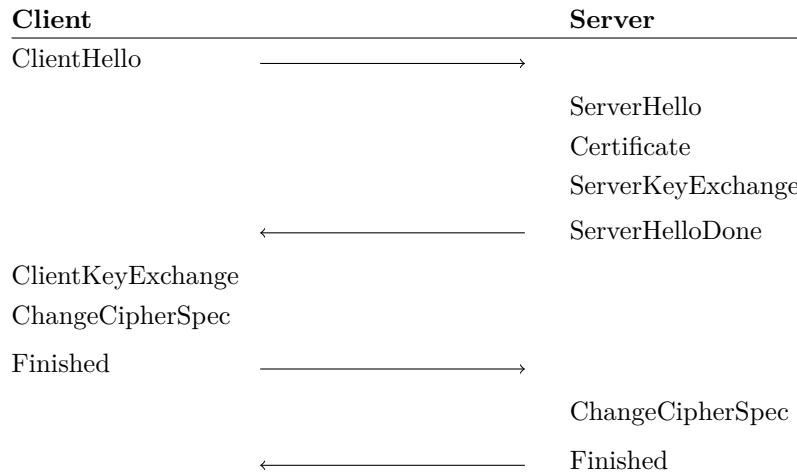 Client Server
ClientHello
ServerHello
Certificate
ServerKeyExchange
ServerHelloDone
ClientKeyExchange
ChangeCipherSpec
Finished
ChangeCipherSpec
Finished